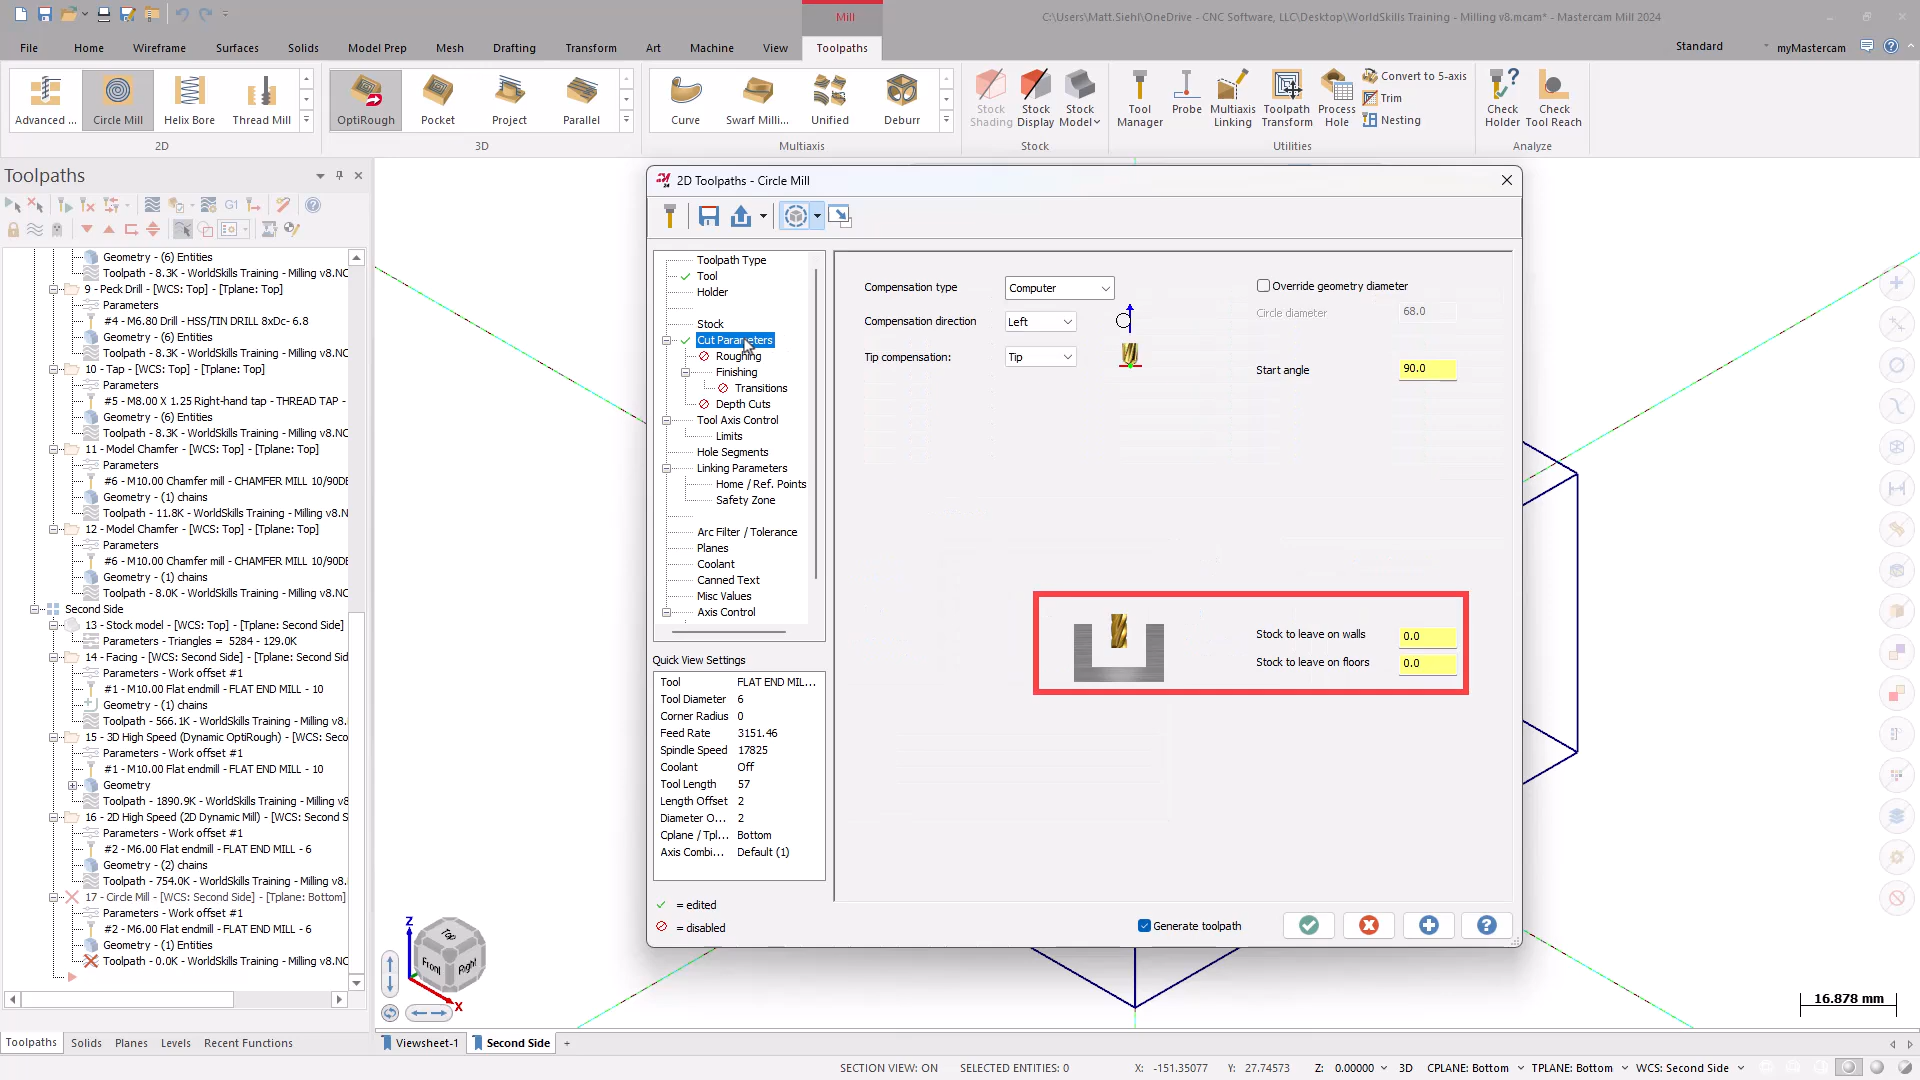 Mill
C:\Users\Matt.Siehl\OneDrive - CNC Software, LLC\Desktop\WorldSkills Training - Milling v8.mcam* - Mastercam Mill 2024
File
Home
Wireframe
Surfaces
Solids
Model Prep
Mesh
Drafting
Transform
Art
Machine
View
Toolpaths
Standard
myMastercam
Advanced ...
Circle Mill
Helix Bore
Thread Mill
OptiRough
Pocket
Project
Parallel
Curve
Swarf Milli...
Unified
Deburr
Stock Shading
Stock Display
Stock Model
Tool Manager
Probe
Multiaxis Linking
Toolpath Transform
Process Hole
Convert to 5-axis
Trim
Nesting
Check Holder
Check Tool Reach
2D
3D
Multiaxis
Stock
Utilities
Analyze
Toolpaths
G1
Geometry - (6) Entities
Toolpath - 8.3K - WorldSkills Training - Milling v8.NC
9 - Peck Drill - [WCS: Top] - [Tplane: Top]
Parameters
#4 - M6.80 Drill - HSS/TIN DRILL 8xDc- 6.8
Geometry - (6) Entities
Toolpath - 8.3K - WorldSkills Training - Milling v8.NC
10 - Tap - [WCS: Top] - [Tplane: Top]
Parameters
#5 - M8.00 X 1.25 Right-hand tap - THREAD TAP -
Geometry - (6) Entities
Toolpath - 8.3K - WorldSkills Training - Milling v8.NC
11 - Model Chamfer - [WCS: Top] - [Tplane: Top]
Parameters
#6 - M10.00 Chamfer mill - CHAMFER MILL 10/90DE
Geometry - (1) chains
Toolpath - 11.8K - WorldSkills Training - Milling v8.N
12 - Model Chamfer - [WCS: Top] - [Tplane: Top]
Parameters
#6 - M10.00 Chamfer mill - CHAMFER MILL 10/90DE
Geometry - (1) chains
Toolpath - 8.0K - WorldSkills Training - Milling v8.NC
Second Side
13 - Stock model - [WCS: Top] - [Tplane: Second Side]
Parameters - Triangles = 5284 - 129.0K
14 - Facing - [WCS: Second Side] - [Tplane: Second Sid
Parameters - Work offset #1
#1 - M10.00 Flat endmill - FLAT END MILL - 10
Geometry - (1) chains
Toolpath - 566.1K - WorldSkills Training - Milling v8.
15 - 3D High Speed (Dynamic OptiRough) - [WCS: Seco
Parameters - Work offset #1
#1 - M10.00 Flat endmill - FLAT END MILL - 10
Geometry
Toolpath - 1890.9K - WorldSkills Training - Milling v8
16 - 2D High Speed (2D Dynamic Mill) - [WCS: Second S
Parameters - Work offset #1
#2 - M6.00 Flat endmill - FLAT END MILL - 6
Geometry - (2) chains
Toolpath - 754.0K - WorldSkills Training - Milling v8.
17 - Circle Mill - [WCS: Second Side] - [Tplane: Bottom]
Parameters - Work offset #1
#2 - M6.00 Flat endmill - FLAT END MILL - 6
Geometry - (1) Entities
Toolpath - 0.0K - WorldSkills Training - Milling v8.NC
2D Toolpaths - Circle Mill
Toolpath Type
Tool
Holder
Stock
Cut Parameters
Roughing
Finishing
Transitions
Depth Cuts
Tool Axis Control
Limits
Hole Segments
Linking Parameters
Home / Ref. Points
Safety Zone
Arc Filter / Tolerance
Planes
Coolant
Canned Text
Misc Values
Axis Control
Quick View Settings
Tool FLAT END MIL...
Tool Diameter 6
Corner Radius 0
Feed Rate 3151.46
Spindle Speed 17825
Coolant Off
Tool Length 57
Length Offset 2
Diameter O... 2
Cplane / Tpl... Bottom
Axis Combi... Default (1)
= edited
= disabled
Compensation type Computer
Compensation direction Left
Tip compensation: Tip
Override geometry diameter
Circle diameter 68.0
Start angle 90.0
Stock to leave on walls 0.0
Stock to leave on floors 0.0
Generate toolpath
Z
Top
Front
Right
X
16.878 mm
Toolpaths
Solids
Planes
Levels
Recent Functions
Viewsheet-1
Second Side
+
SECTION VIEW: ON
SELECTED ENTITIES: 0
X: -151.35077
Y: 27.74573
Z: 0.00000
3D
CPLANE: Bottom
TPLANE: Bottom
WCS: Second Side